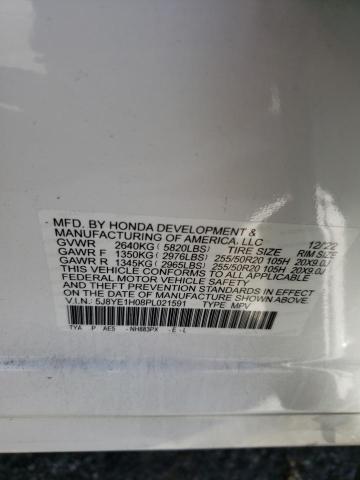 MFD. BY HONDA DEVELOPMENT &
MANUFACTURING OF AMERICA, LLC 12/22
GVWR 2640KG (5820LBS) TIRE SIZE RIM SIZE
GAWR F 1350KG (2976LBS) 255/50R20 105H 20X9.0J
GAWR R 1345KG (2965LBS) 255/50R20 105H 20X9.0J
THIS VEHICLE CONFORMS TO ALL APPLICABLE
FEDERAL MOTOR VEHICLE SAFETY
AND THEFT PREVENTION STANDARDS IN EFFECT
ON THE DATE OF MANUFACTURE SHOWN ABOVE.
V.I.N.: 5J8YE1H08PL021591 TYPE: MPV
TYA P AE5 - NH883PX - E - L